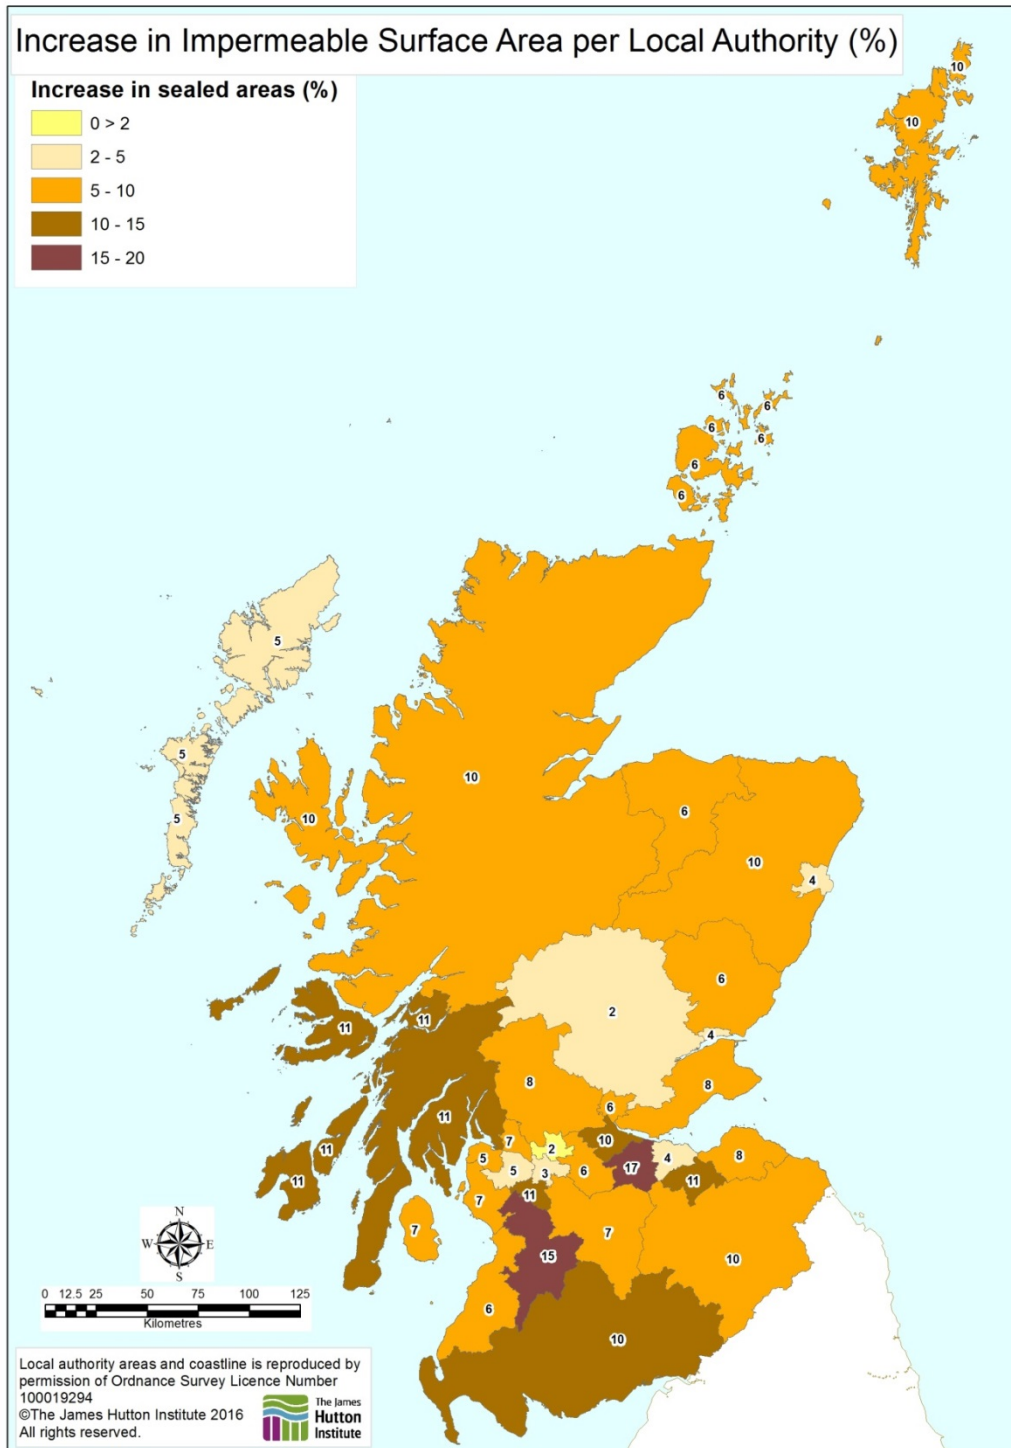 Increase in Impermeable Surface Area per Local Authority (%)
Increase in sealed areas (%)
0 > 2
2 - 5
5 - 10
10 - 15
15 - 20
10
10
6
6
6
6
6
6
5
5
5
10
10
6
10
4
6
2
4
11
11
8
8
6
11
11
11
7
2
10
17
4
8
11
5
5
3
6
11
7
7
7
15
10
6
10
N
W
E
S
0 12.5 25 50 75 100 125
Kilometres
Local authority areas and coastline is reproduced by
permission of Ordnance Survey Licence Number
100019294
©The James Hutton Institute 2016
All rights reserved.
The James
Hutton
Institute